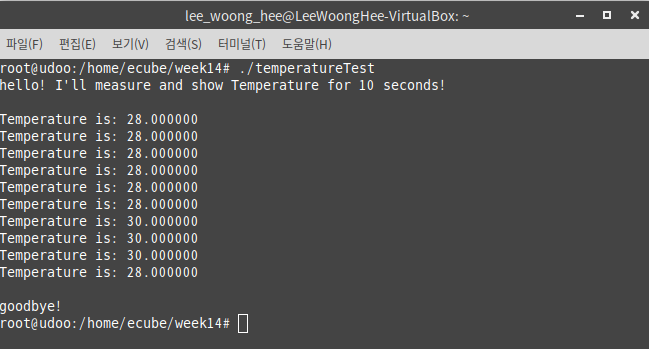 lee_woong_hee@LeeWoongHee-VirtualBox: ~
파일(F) 편집(E) 보기(V) 검색(S) 터미널(T) 도움말(H)
root@udoo:/home/ecube/week14# ./temperatureTest
hello! I'll measure and show Temperature for 10 seconds!
Temperature is: 28.000000
Temperature is: 28.000000
Temperature is: 28.000000
Temperature is: 28.000000
Temperature is: 28.000000
Temperature is: 28.000000
Temperature is: 30.000000
Temperature is: 30.000000
Temperature is: 30.000000
Temperature is: 28.000000
goodbye!
root@udoo:/home/ecube/week14#